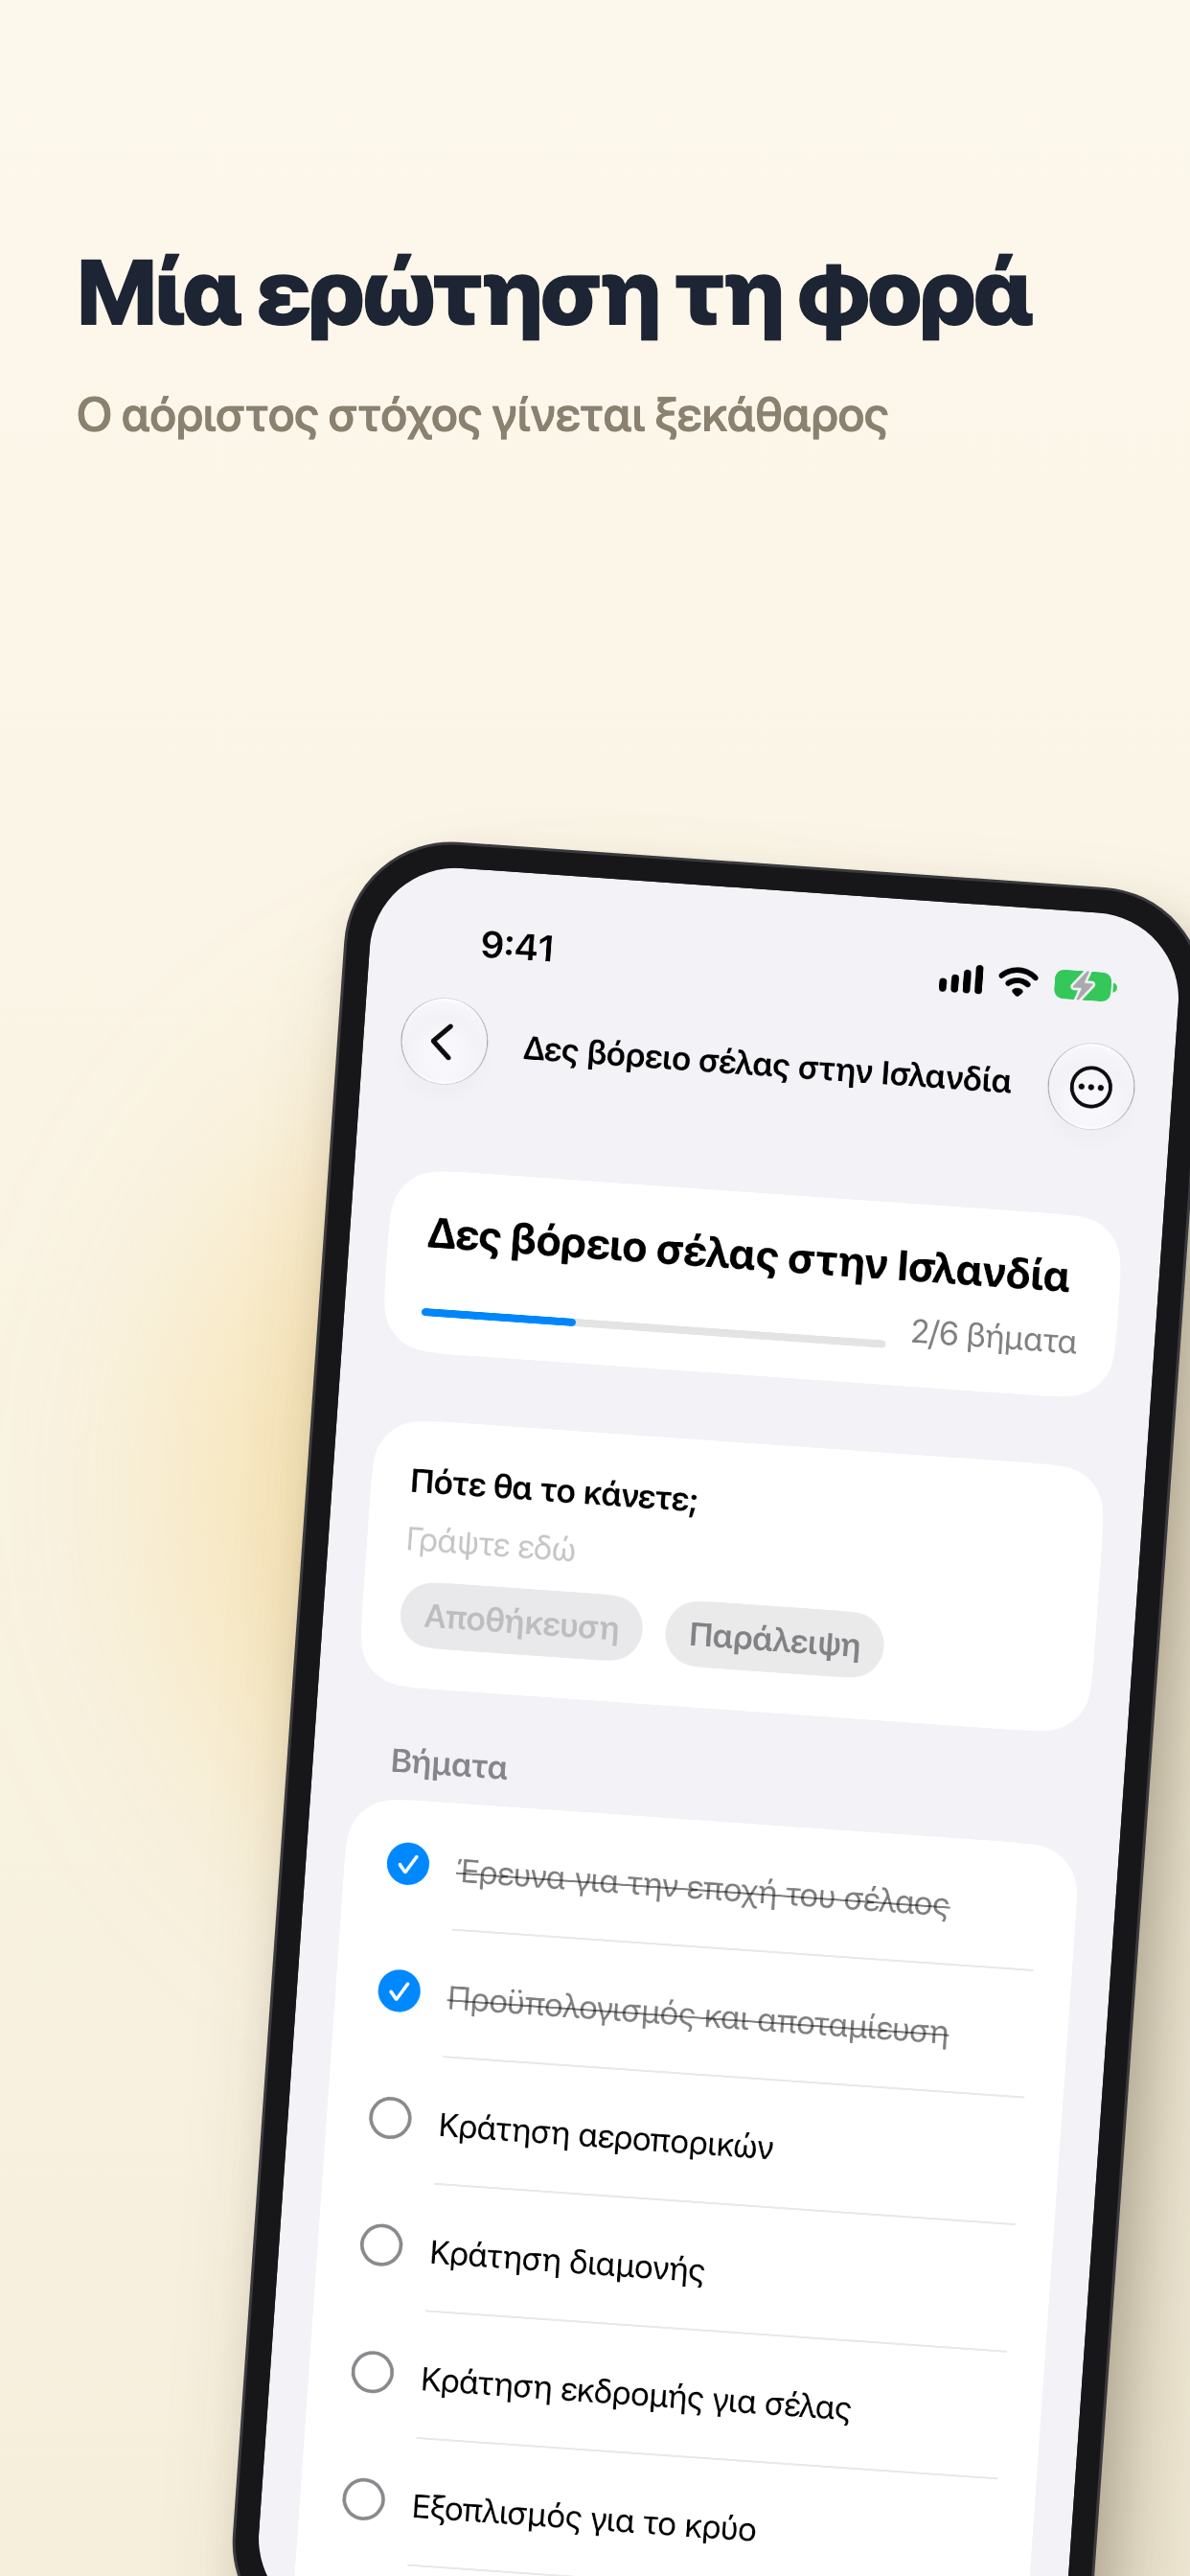 Μία ερώτηση τη φορά
Ο αόριστος στόχος γίνεται ξεκάθαρος
9:41
Δες βόρειο σέλας στην Ισλανδία
Δες βόρειο σέλας στην Ισλανδία
2/6 βήματα
Πότε θα το κάνετε;
Γράψτε εδώ
Αποθήκευση Παράλειψη
Βήματα
Έρευνα για την εποχή του σέλαος
Προϋπολογισμός και αποταμίευση
Κράτηση αεροπορικών
Κράτηση διαμονής
Κράτηση εκδρομής για σέλας
Εξοπλισμός για το κρύο